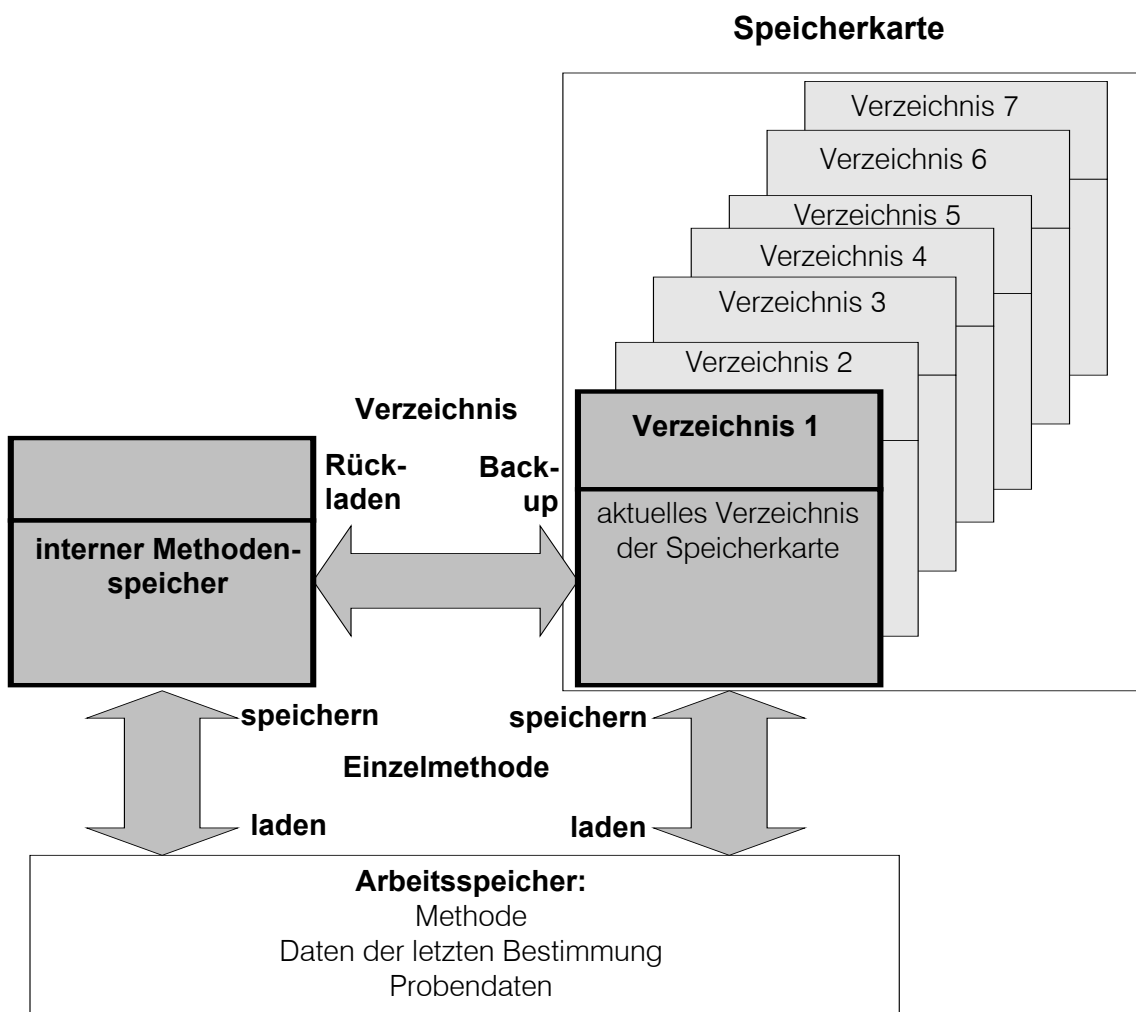 Speicherkarte
Verzeichnis 7
Verzeichnis 6
Verzeichnis 5
Verzeichnis 4
Verzeichnis 3
Verzeichnis 2
Verzeichnis 1
aktuelles Verzeichnis
der Speicherkarte
Verzeichnis
Rück-
laden
Back-
up
interner Methoden-
speicher
speichern
speichern
Einzelmethode
laden
laden
Arbeitsspeicher:
Methode
Daten der letzten Bestimmung
Probendaten